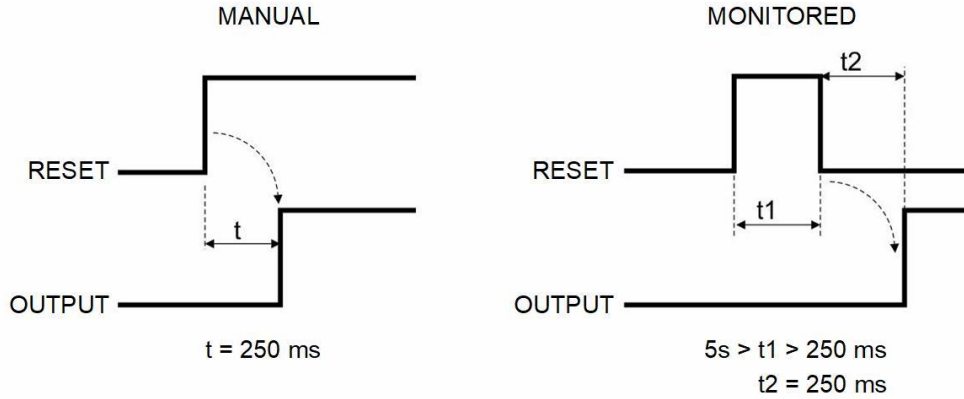 MANUAL
RESET
t
OUTPUT
t = 250 ms
MONITORED
t2
RESET
t1
OUTPUT
5s > t1 > 250 ms
t2 = 250 ms